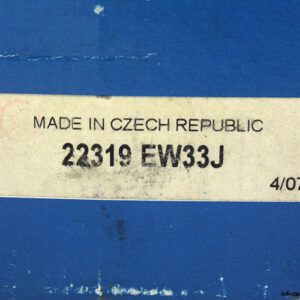 MADE IN CZECH REPUBLIC
22319 EW33J
4/07